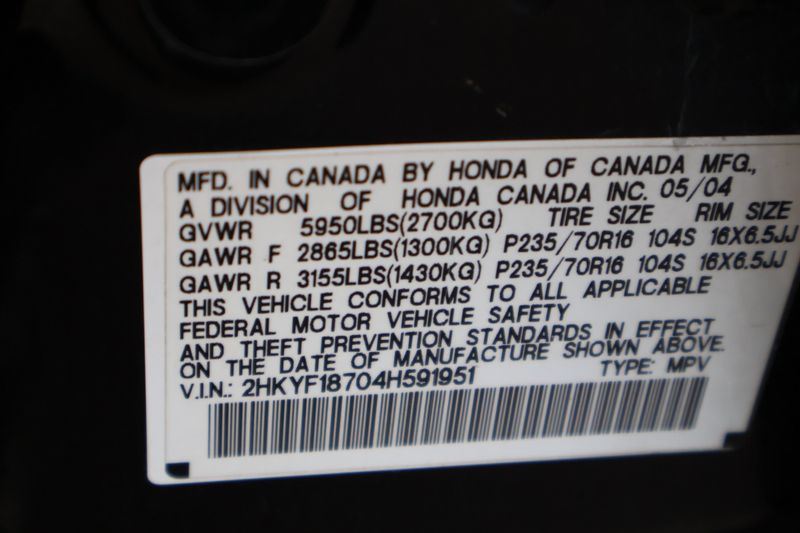 MFD. IN CANADA BY HONDA OF CANADA MFG.,
A DIVISION OF HONDA CANADA INC. 05/04
GVWR 5950LBS(2700KG) TIRE SIZE RIM SIZE
GAWR F 2865LBS(1300KG) P235/70R16 104S 16X6.5JJ
GAWR R 3155LBS(1430KG) P235/70R16 104S 16X6.5JJ
THIS VEHICLE CONFORMS TO ALL APPLICABLE
FEDERAL MOTOR VEHICLE SAFETY
AND THEFT PREVENTION STANDARDS IN EFFECT
ON THE DATE OF MANUFACTURE SHOWN ABOVE.
V.I.N.: 2HKYF18704H591951 TYPE: MPV